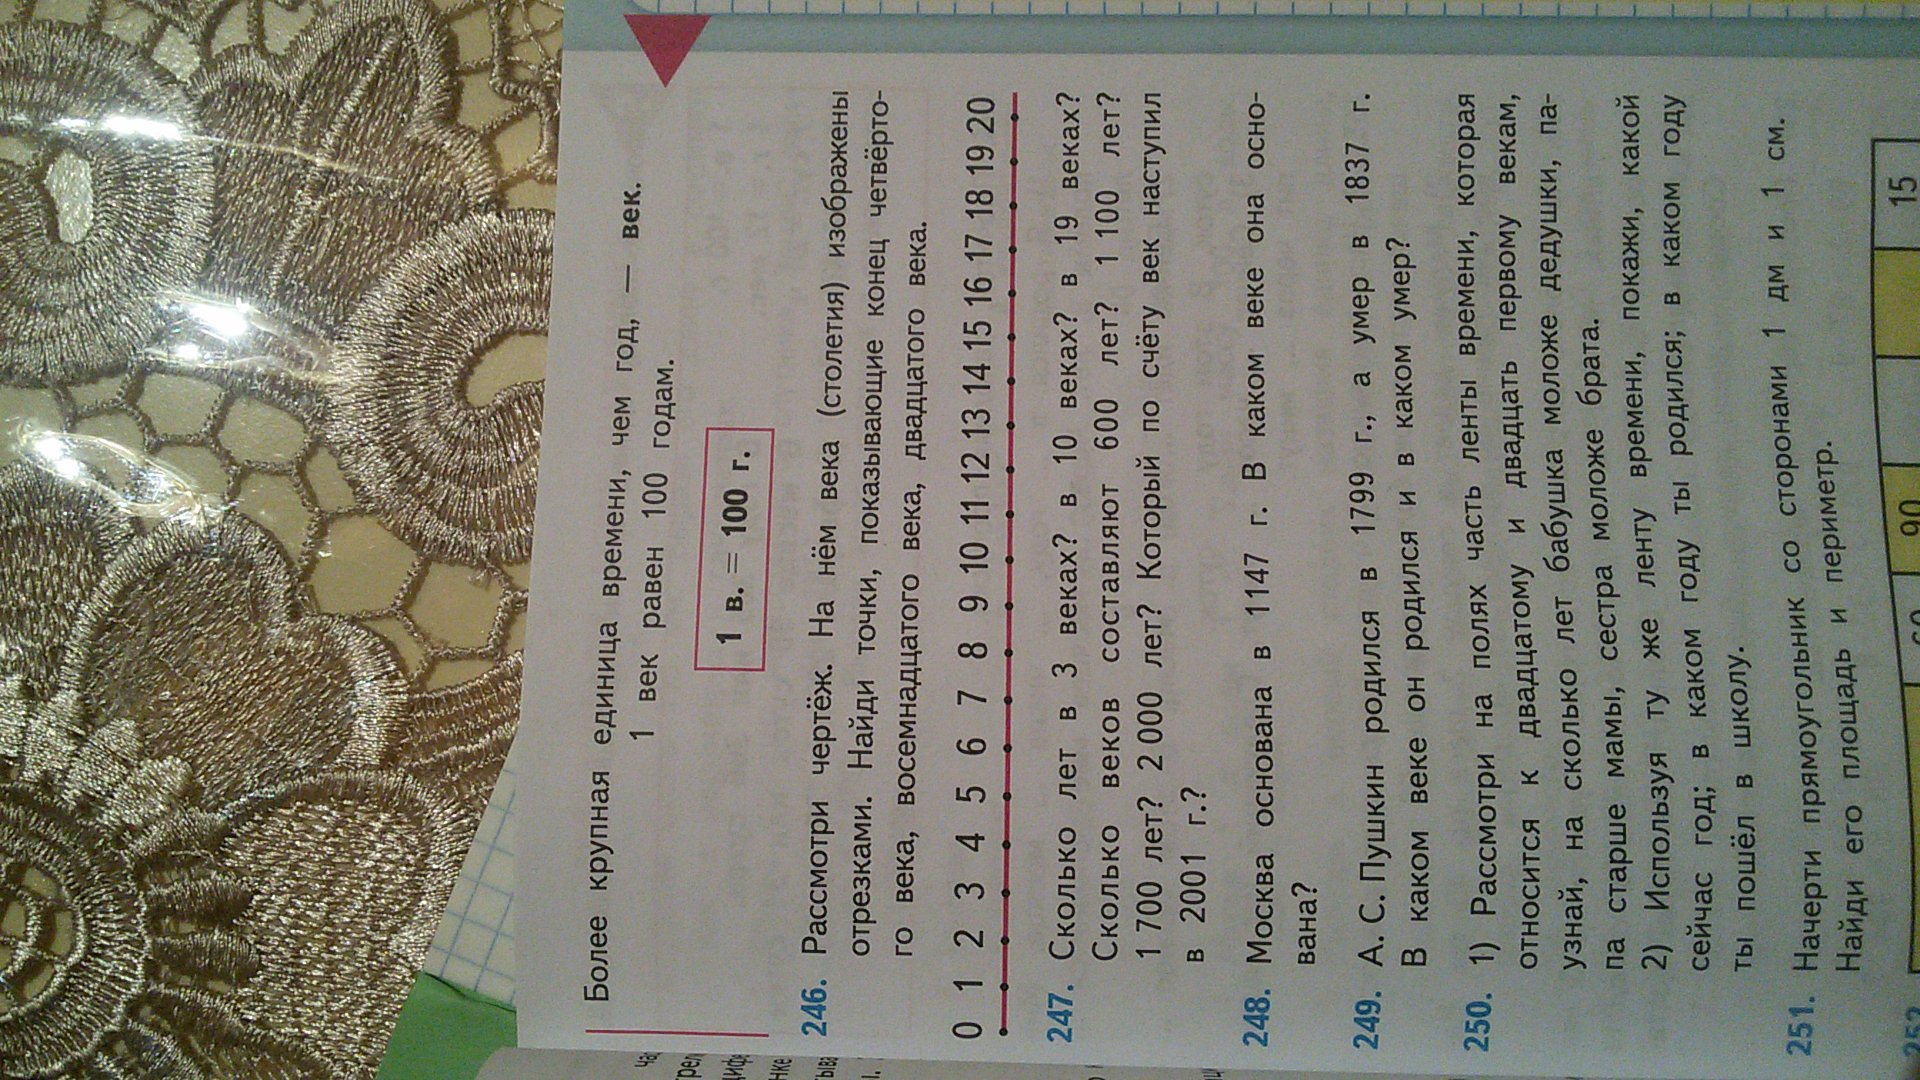 Более крупная единица времени, чем год, — век.
1 век равен 100 годам.
1 в. = 100 г.
246. Рассмотри чертёж. На нём века (столетия) изображены
отрезками. Найди точки, показывающие конец четвёрто-
го века, восемнадцатого века, двадцатого века.
0 1 2 3 4 5 6 7 8 9 10 11 12 13 14 15 16 17 18 19 20
247. Сколько лет в 3 веках? в 10 веках? в 19 веках?
Сколько веков составляют 600 лет? 1 100 лет?
1 700 лет? 2 000 лет? Который по счёту век наступил
в 2001 г.?
248. Москва основана в 1147 г. В каком веке она осно-
вана?
249. А. С. Пушкин родился в 1799 г., а умер в 1837 г.
В каком веке он родился и в каком умер?
250. 1) Рассмотри на полях часть ленты времени, которая
относится к двадцатому и двадцать первому векам,
узнай, на сколько лет бабушка моложе дедушки, па-
па старше мамы, сестра моложе брата.
2) Используя ту же ленту времени, покажи, какой
сейчас год; в каком году ты родился; в каком году
ты пошёл в школу.
251. Начерти прямоугольник со сторонами 1 дм и 1 см.
Найди его площадь и периметр.
90 15